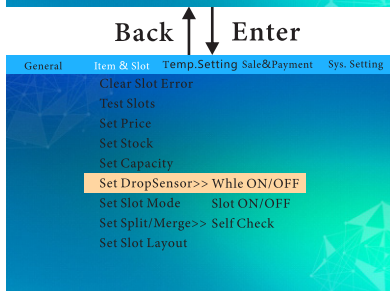 Back Enter
General Item & Slot Temp.Setting Sale&Payment Sys. Setting
Clear Slot Error
Test Slots
Set Price
Set Stock
Set Capacity
Set DropSensor>> Whle ON/OFF
Set Slot Mode Slot ON/OFF
Set Split/Merge>> Self Check
Set Slot Layout